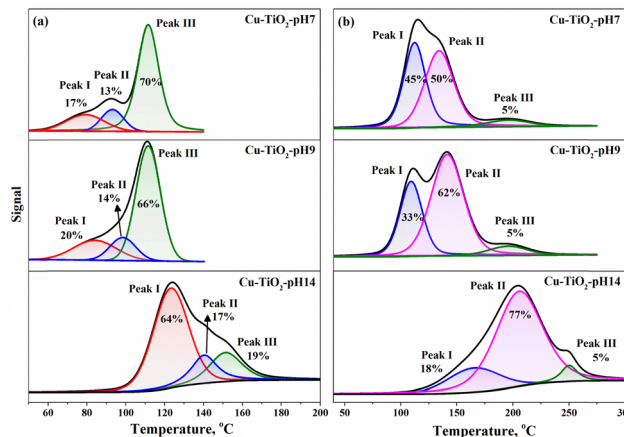 (a)
Cu-TiO₂-pH7
Peak III
Peak II
Peak I
13%
17%
70%
Cu-TiO₂-pH9
Peak III
Peak II
14%
Peak I
20%
66%
Cu-TiO₂-pH14
Peak I
Peak II
17%
64%
Peak III
19%
Signal
60 80 100 120 140 160 180 200
Temperature, °C
(b)
Cu-TiO₂-pH7
Peak I
Peak II
45%
50%
Peak III
5%
Cu-TiO₂-pH9
Peak I
Peak II
62%
33%
Peak III
5%
Cu-TiO₂-pH14
Peak II
77%
Peak I
18%
Peak III
5%
50 100 150 200 250
Temperature, °C